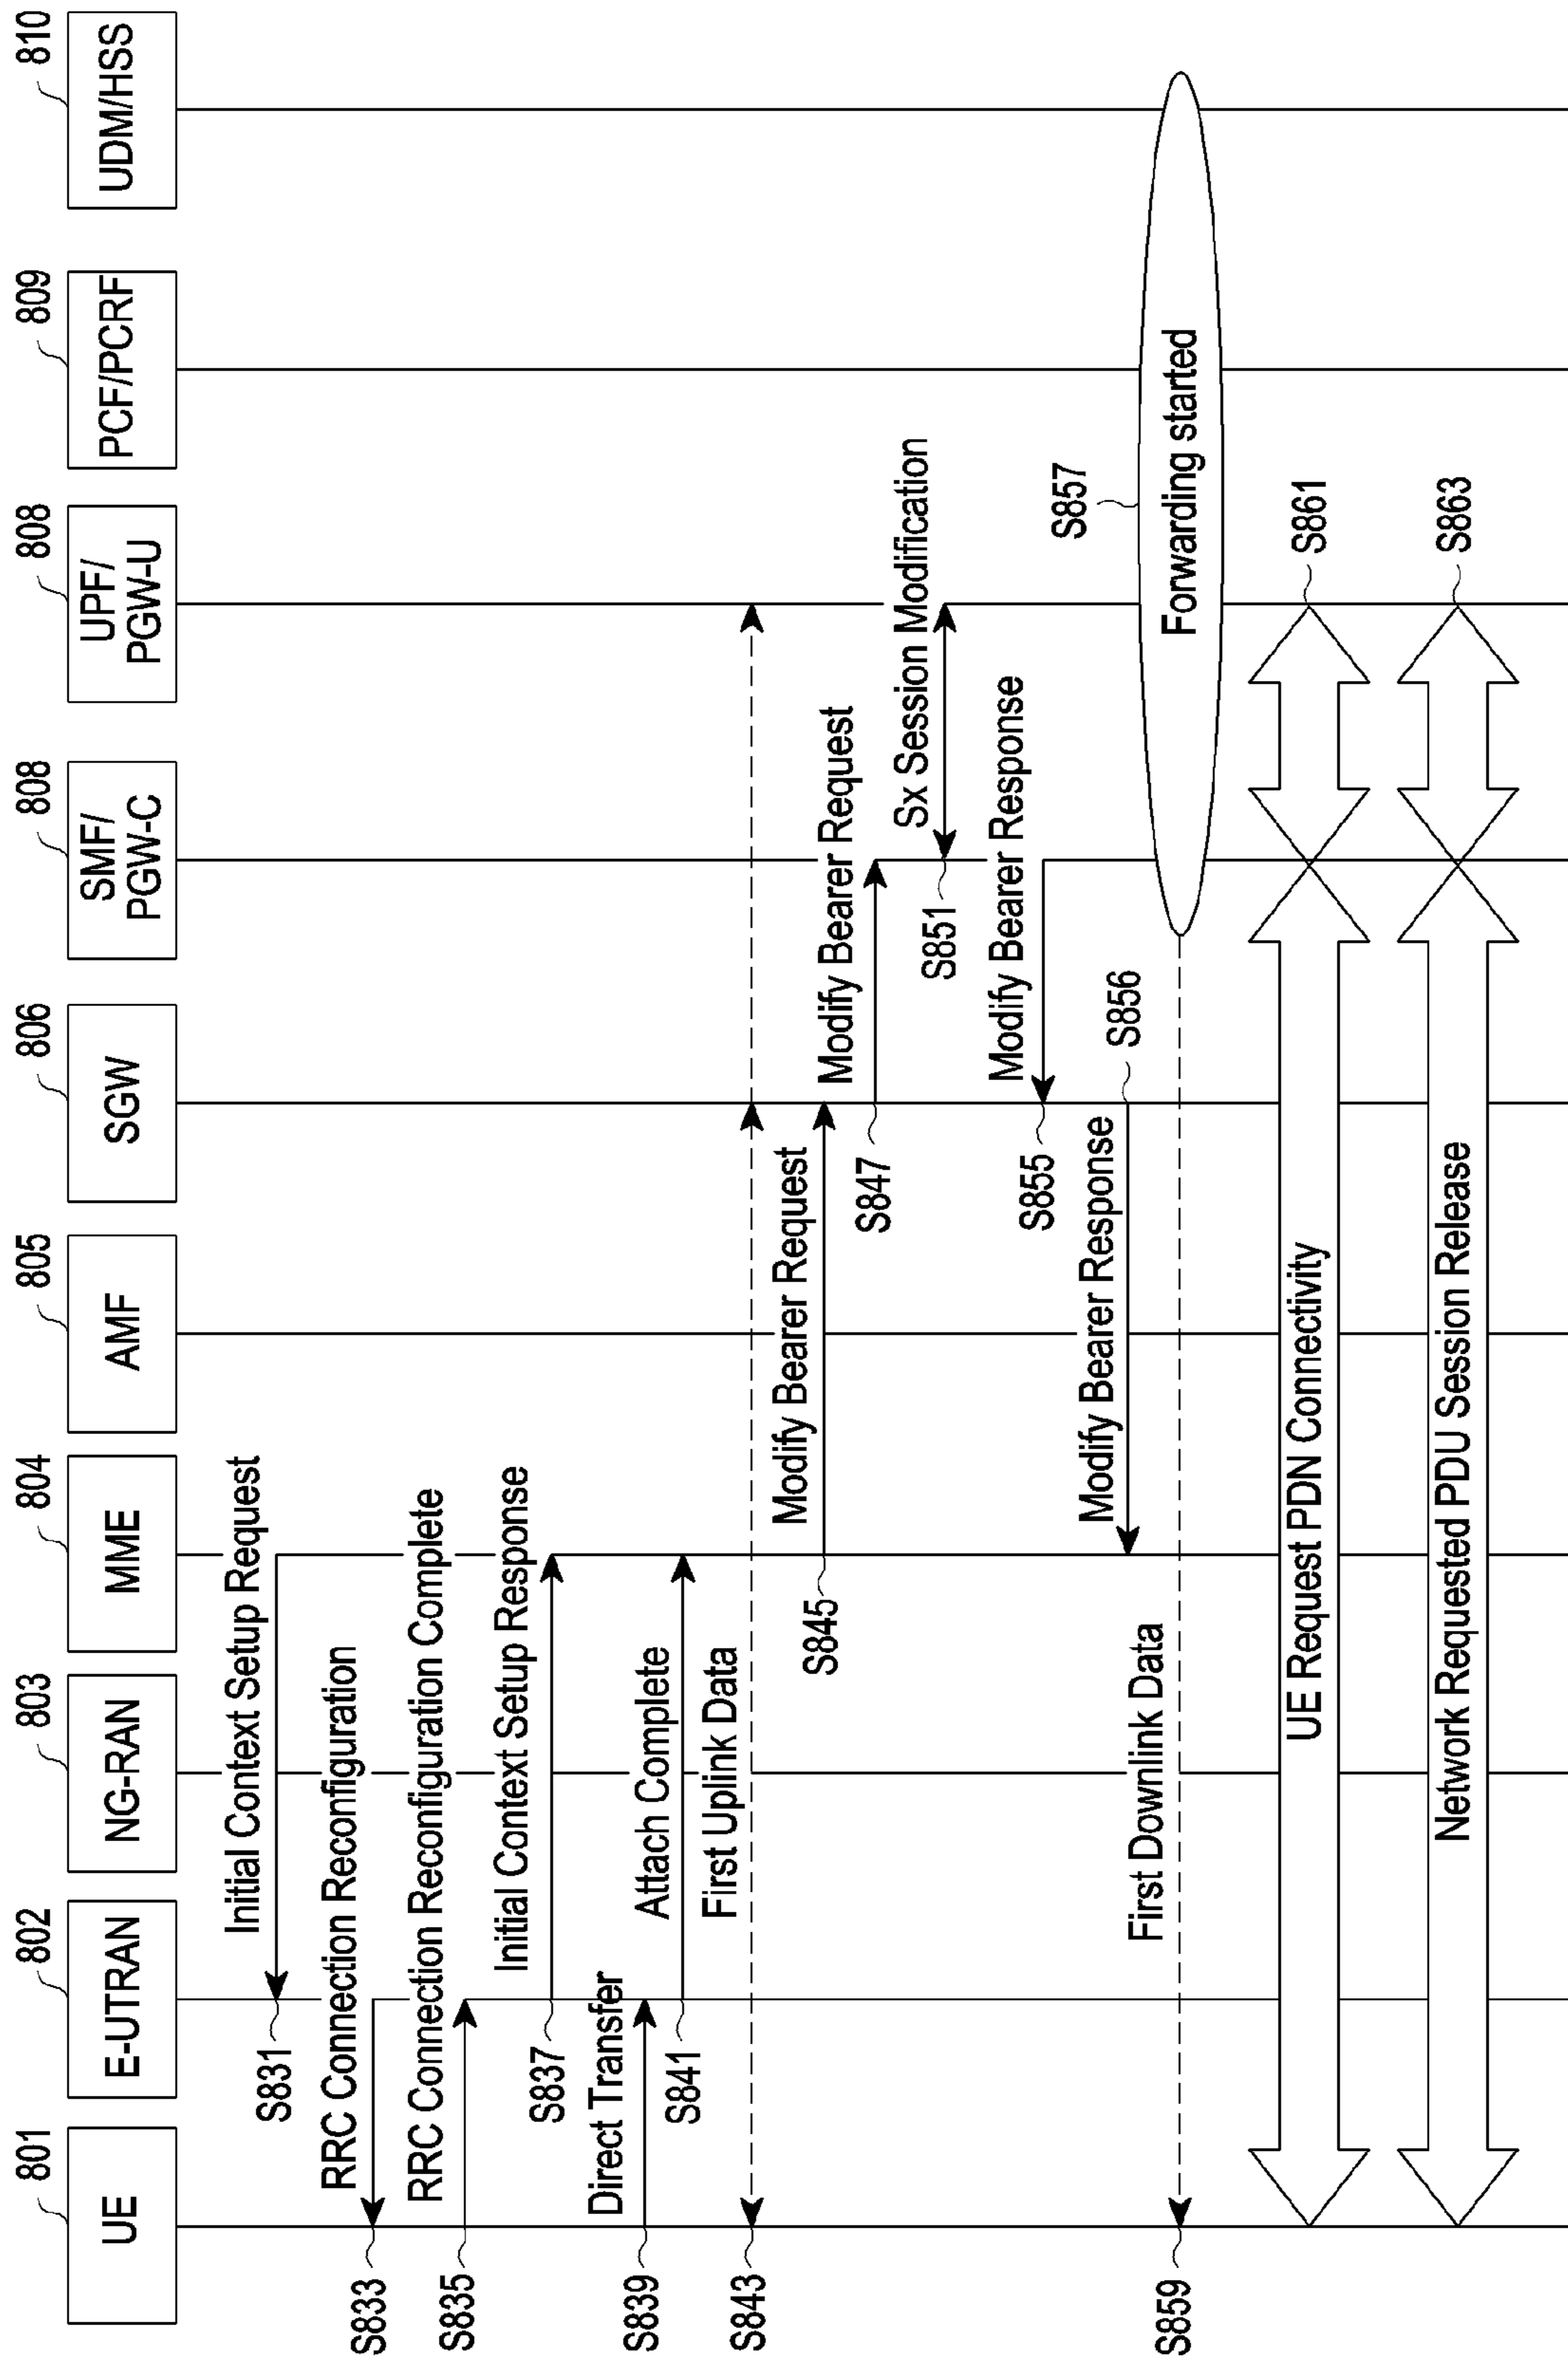 801
UE
802
E-UTRAN
803
NG-RAN
804
MME
805
AMF
806
SGW
808
SMF/
PGW-C
808
UPF/
PGW-U
809
PCF/PCRF
810
UDM/HSS
Initial Context Setup Request
S831
RRC Connection Reconfiguration
S833
RRC Connection Reconfiguration Complete
S835
Initial Context Setup Response
S837
Direct Transfer
S839
Attach Complete
S841
First Uplink Data
S843
Modify Bearer Request
S845
Modify Bearer Request
S847
Sx Session Modification
S851
Modify Bearer Response
S855
Modify Bearer Response
S856
S857
Forwarding started
First Downlink Data
S859
UE Request PDN Connectivity
S861
Network Requested PDU Session Release
S863